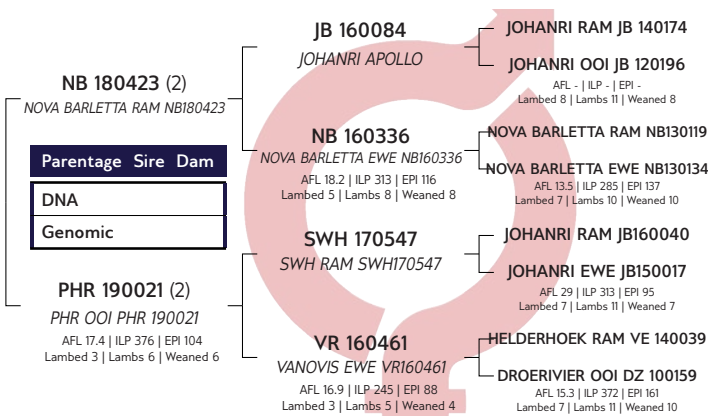 NB 180423 (2)
NOVA BARLETTA RAM NB180423
Parentage Sire Dam
DNA
Genomic
PHR 190021 (2)
PHR OOI PHR 190021
AFL 17.4 | ILP 376 | EPI 104
Lambed 3 | Lambs 6 | Weaned 6
JB 160084
JOHANRI APOLLO
NB 160336
NOVA BARLETTA EWE NB160336
AFL 18.2 | ILP 313 | EPI 116
Lambed 5 | Lambs 8 | Weaned 8
SWH 170547
SWH RAM SWH170547
VR 160461
VANOVIS EWE VR160461
AFL 16.9 | ILP 245 | EPI 88
Lambed 3 | Lambs 5 | Weaned 4
JOHANRI RAM JB 140174
JOHANRI OOI JB 120196
AFL - | ILP - | EPI -
Lambed 8 | Lambs 11 | Weaned 8
NOVA BARLETTA RAM NB130119
NOVA BARLETTA EWE NB130134
AFL 13.5 | ILP 285 | EPI 137
Lambed 7 | Lambs 10 | Weaned 10
JOHANRI RAM JB160040
JOHANRI EWE JB150017
AFL 29 | ILP 313 | EPI 95
Lambed 7 | Lambs 11 | Weaned 7
HELDERHOEK RAM VE 140039
DROERIVIER OOI DZ 100159
AFL 15.3 | ILP 372 | EPI 161
Lambed 7 | Lambs 11 | Weaned 10